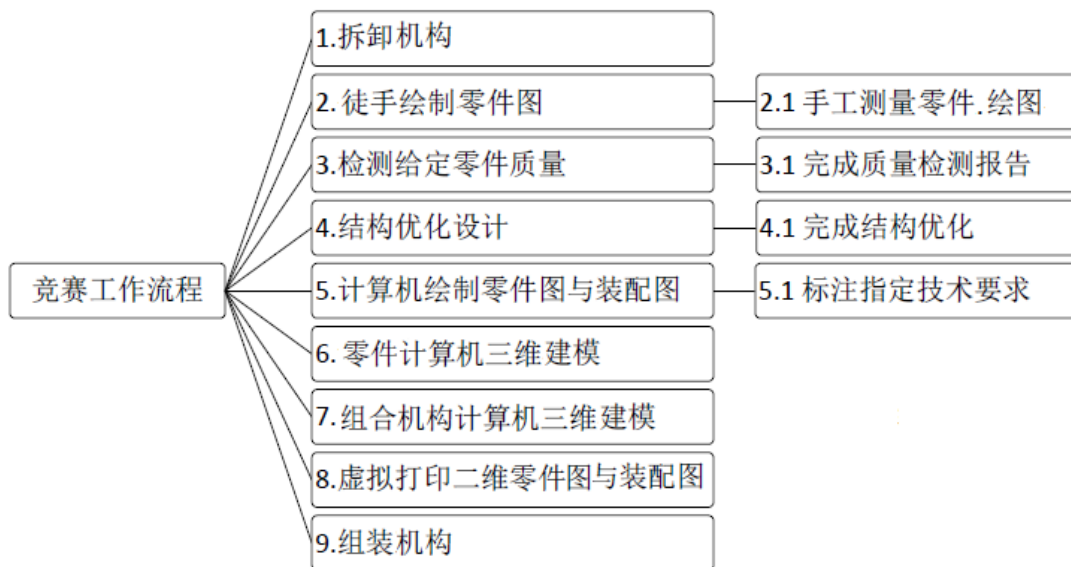 1.拆卸机构
2.徒手绘制零件图
2.1 手工测量零件.绘图
3.检测给定零件质量
3.1 完成质量检测报告
4.结构优化设计
4.1 完成结构优化
竞赛工作流程
5.计算机绘制零件图与装配图
5.1 标注指定技术要求
6.零件计算机三维建模
7.组合机构计算机三维建模
8.虚拟打印二维零件图与装配图
9.组装机构